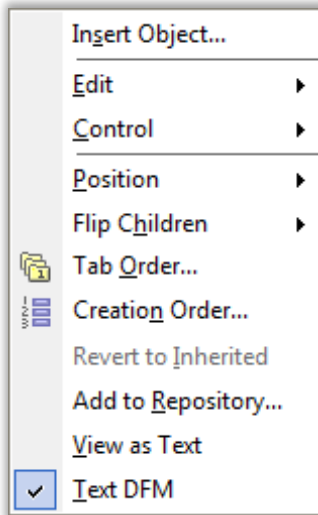 Insert Object...
Edit
Control
Position
Flip Children
Tab Order...
Creation Order...
Revert to Inherited
Add to Repository...
View as Text
Text DFM